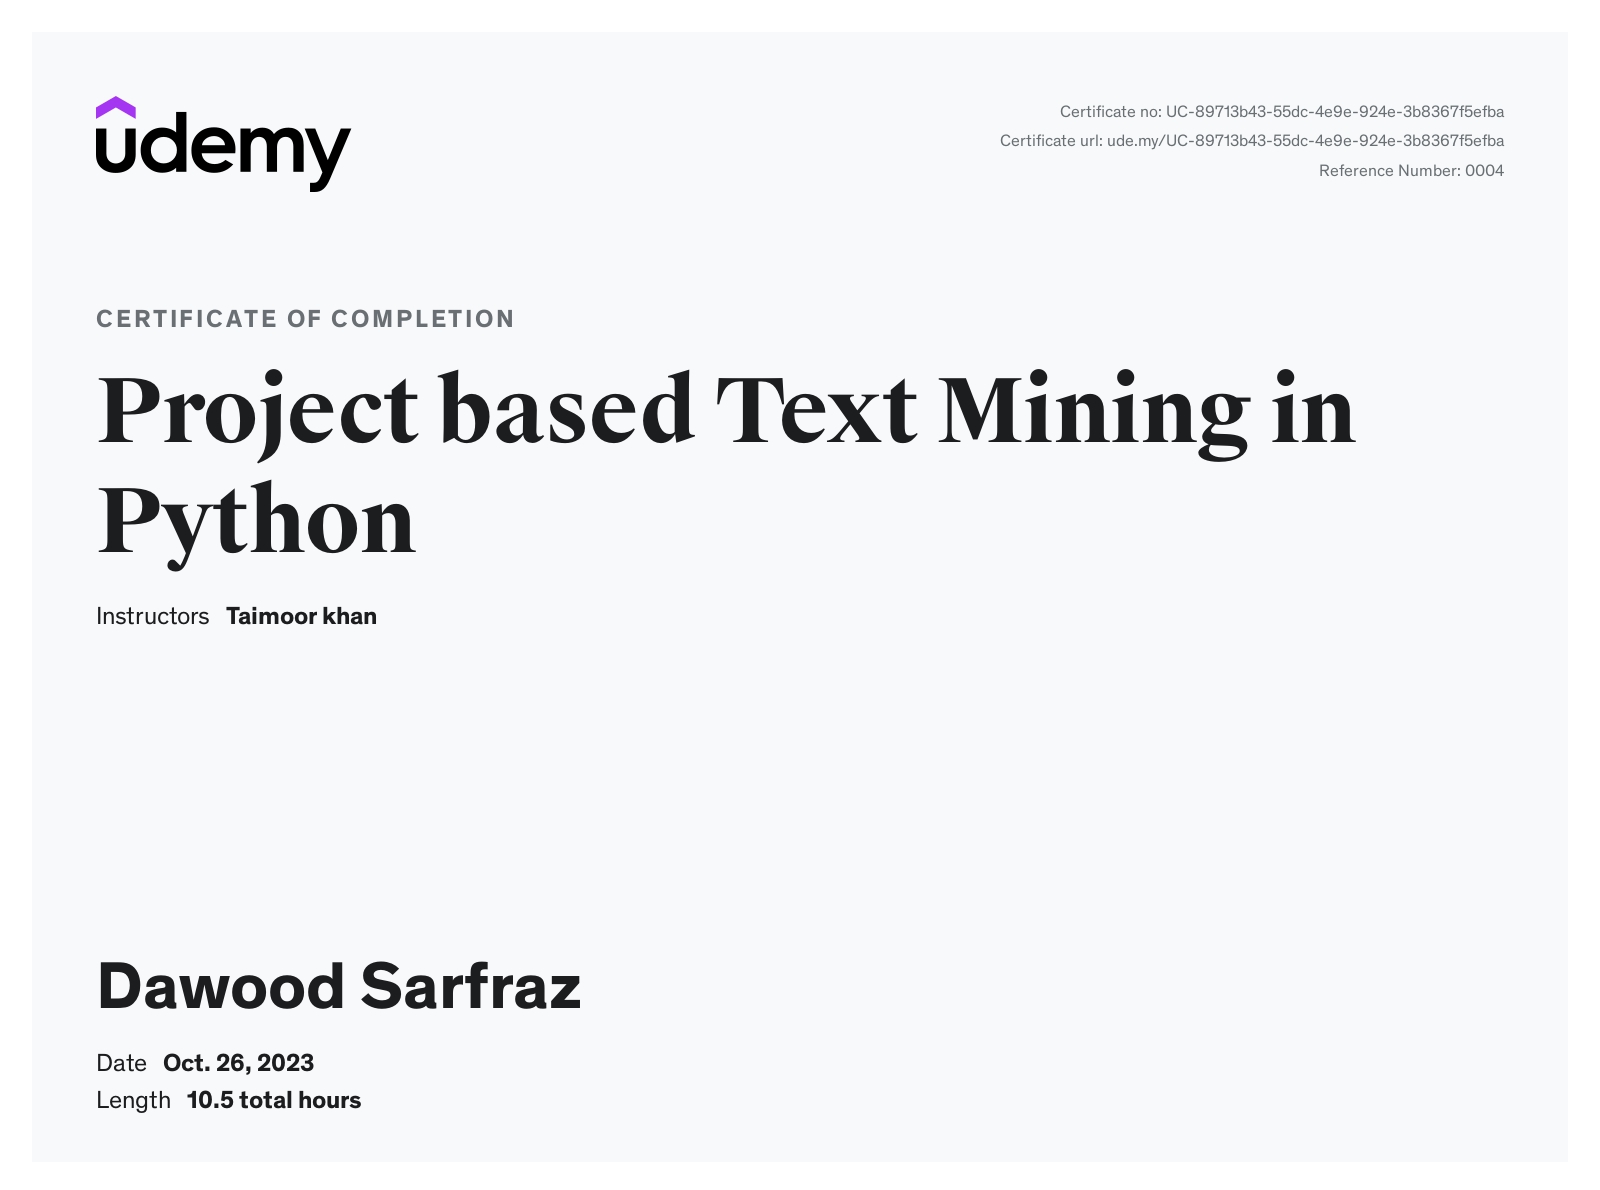 udemy
Certificate no: UC-89713b43-55dc-4e9e-924e-3b8367f5efba
Certificate url: ude.my/UC-89713b43-55dc-4e9e-924e-3b8367f5efba
Reference Number: 0004
CERTIFICATE OF COMPLETION
Project based Text Mining in
Python
Instructors Taimoor khan
Dawood Sarfraz
Date Oct. 26, 2023
Length 10.5 total hours